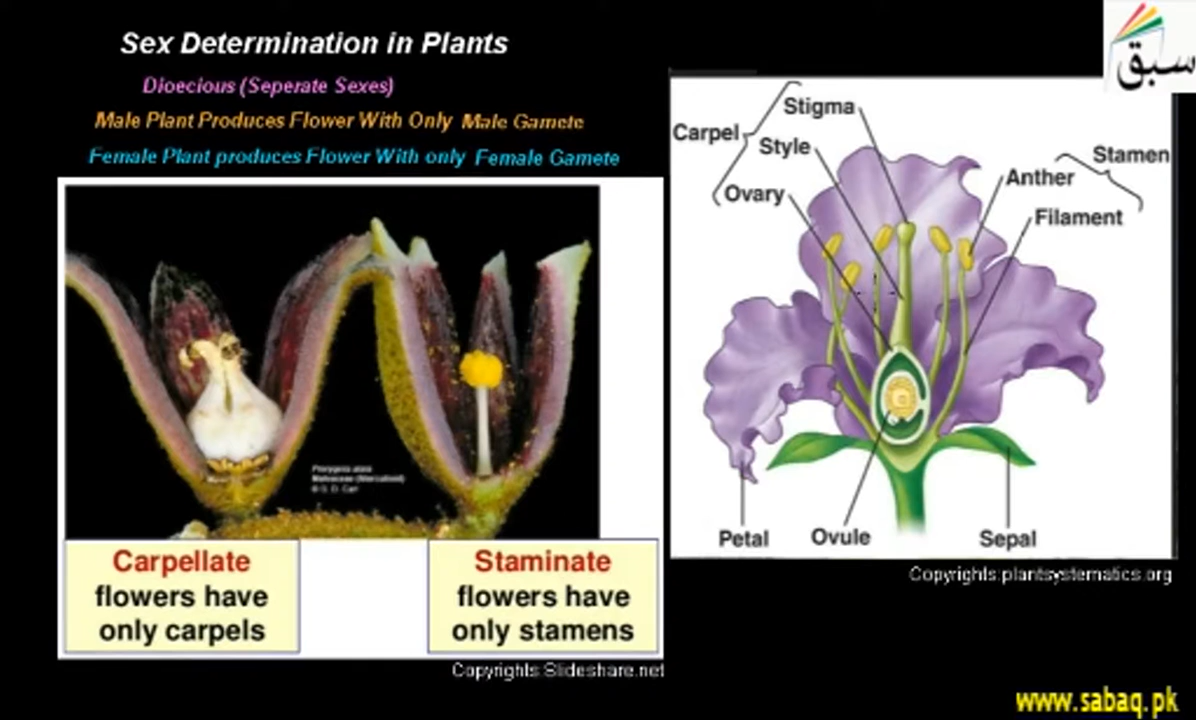 Sex Determination in Plants
Dioecious (Seperate Sexes)
Male Plant Produces Flower With Only Male Gamete
Female Plant produces Flower With only Female Gamete
سبق
Stigma
Carpel
Style
Ovary
Stamen
Anther
Filament
Petal
Ovule
Sepal
Copyrights:plantsystematics.org
Carpellate
flowers have
only carpels
Staminate
flowers have
only stamens
Copyrights:Slideshare.net
www.sabaq.pk